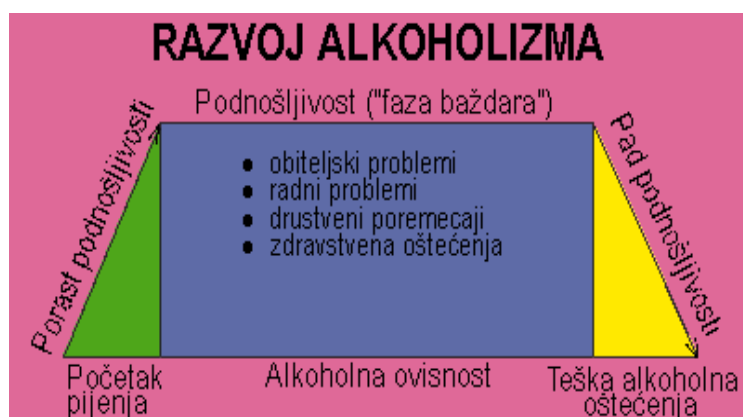 RAZVOJ ALKOHOLIZMA
Podnošljivost ("faza baždara")
Porast podnošljivosti
• obiteljski problemi
• radni problemi
• drustveni poremecaji
• zdravstvena oštećenja
Pad podnošljivosti
Početak
pijenja
Alkoholna ovisnost
Teška alkoholna
oštećenja